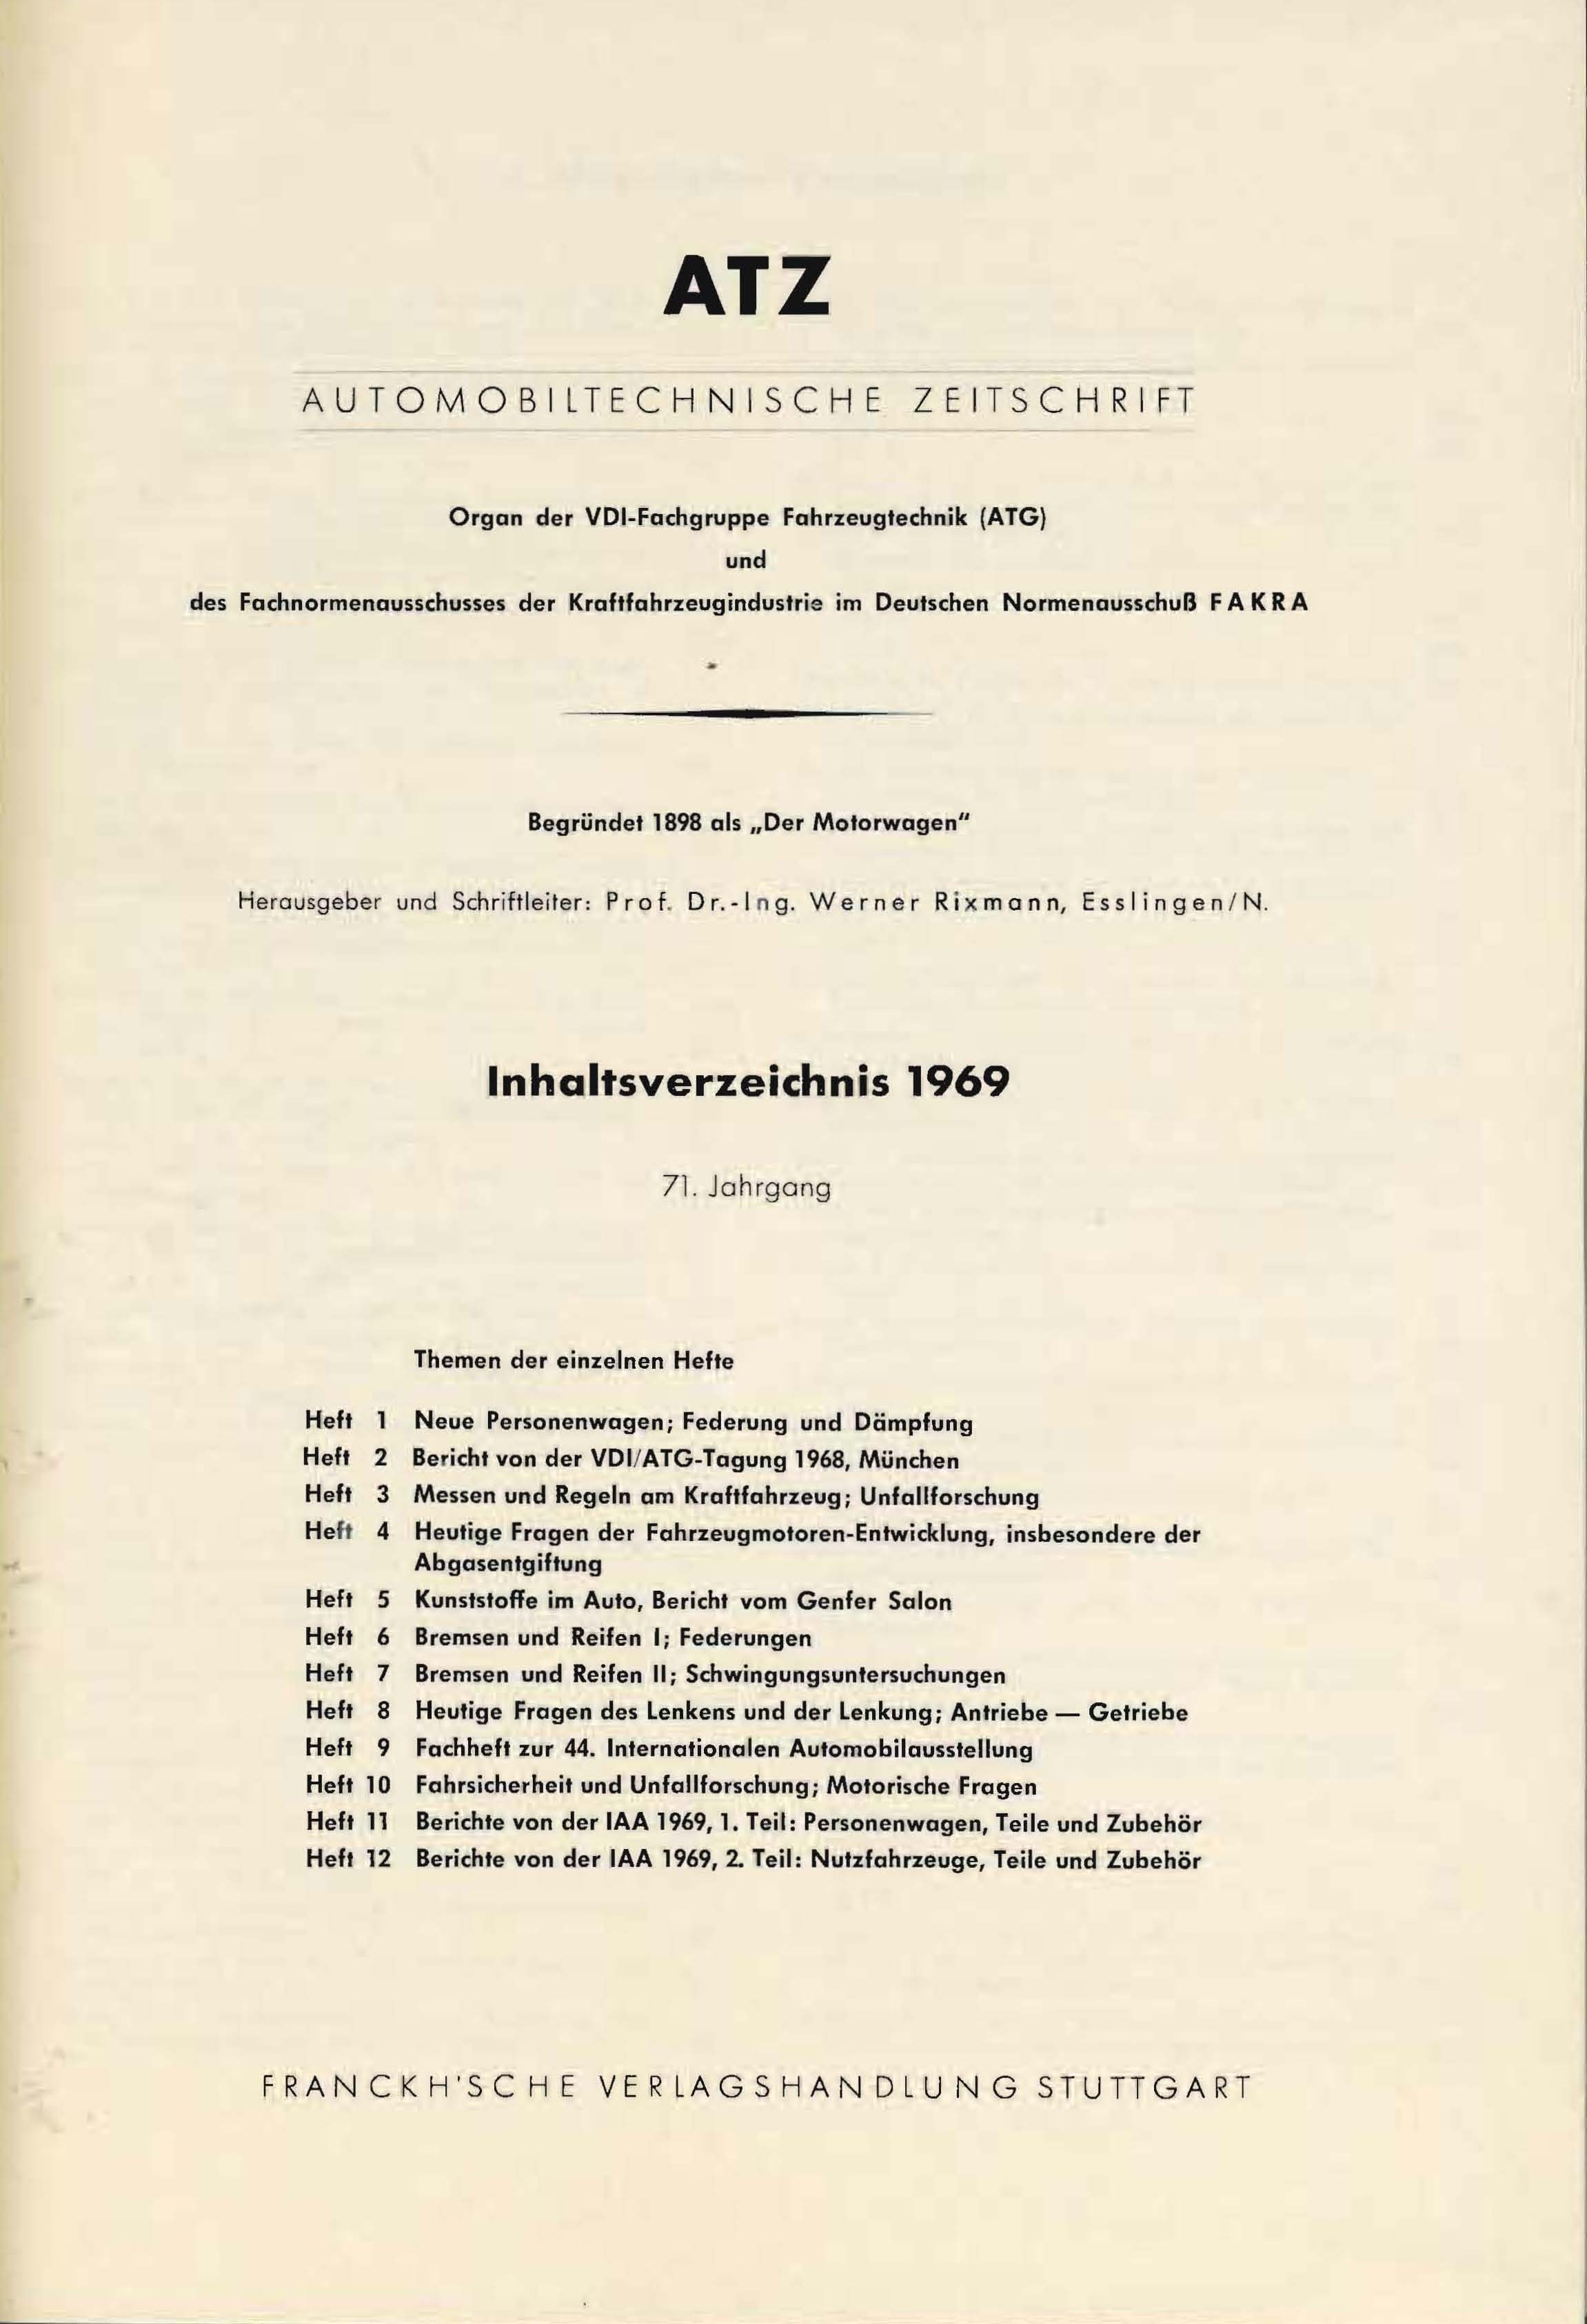 ATZ
AUTOMOBILTECHNISCHE ZEITSCHRIFT
Organ der VDI-Fachgruppe Fahrzeugtechnik (ATG)
und
des Fachnormenausschusses der Kraftfahrzeugindustrie im Deutschen Normenausschuß FAKRA
Begründet 1898 als „Der Motorwagen"
Herausgeber und Schriftleiter: Prof. Dr.-Ing. Werner Rixmann, Esslingen/N.
Inhaltsverzeichnis 1969
71. Jahrgang
Themen der einzelnen Hefte
Heft 1 Neue Personenwagen; Federung und Dämpfung
Heft 2 Bericht von der VDI/ATG-Tagung 1968, München
Heft 3 Messen und Regeln am Kraftfahrzeug; Unfallforschung
Heft 4 Heutige Fragen der Fahrzeugmotoren-Entwicklung, insbesondere der
Abgasentgiftung
Heft 5 Kunststoffe im Auto, Bericht vom Genfer Salon
Heft 6 Bremsen und Reifen I; Federungen
Heft 7 Bremsen und Reifen II; Schwingungsuntersuchungen
Heft 8 Heutige Fragen des Lenkens und der Lenkung; Antriebe — Getriebe
Heft 9 Fachheft zur 44. Internationalen Automobilausstellung
Heft 10 Fahrsicherheit und Unfallforschung; Motorische Fragen
Heft 11 Berichte von der IAA 1969, 1. Teil: Personenwagen, Teile und Zubehör
Heft 12 Berichte von der IAA 1969, 2. Teil: Nutzfahrzeuge, Teile und Zubehör
FRANCKH'SCHE VERLAGSHANDLUNG STUTTGART